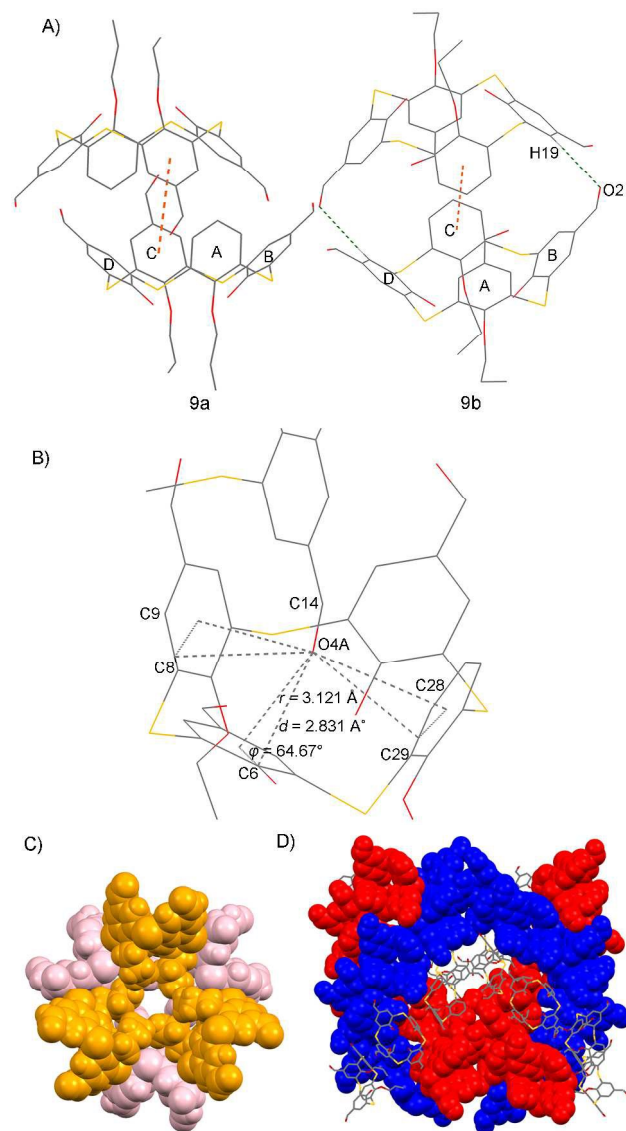 A)
H19
O2
C
A
B
D
C
B
D
A
9a
9b
B)
C14
C9
O4A
C8
C28
r = 3.121 Å
d = 2.831 A°
φ = 64.67°
C29
C6
C)
D)